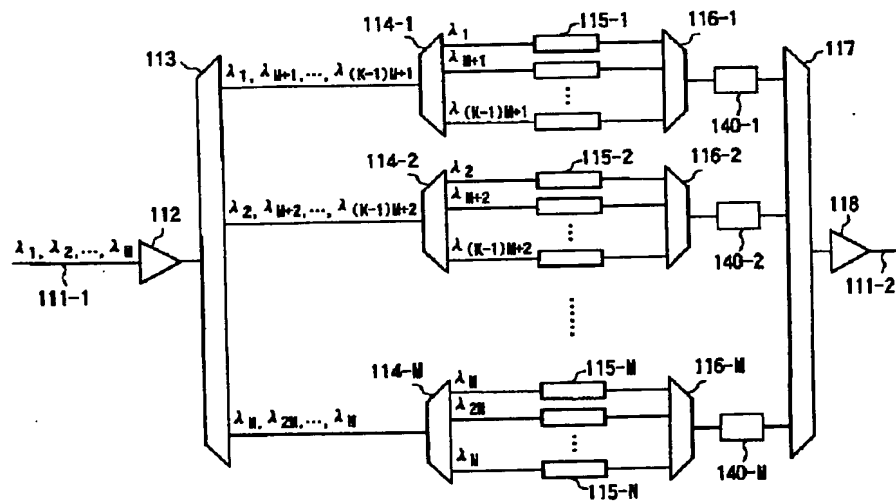 114-1
λ1
115-1
116-1
113
117
λ1, λM+1,…, λ(K-1)M+1
λM+1
λ(K-1)M+1
140-1
114-2
λ2
115-2
116-2
112
118
λ2, λM+2,…, λ(K-1)M+2
λM+2
λ1, λ2,…, λN
λ(K-1)M+2
140-2
111-1
111-2
114-M
λM
115-M
116-M
λM, λ2M,…, λN
λ2M
λN
140-M
115-N